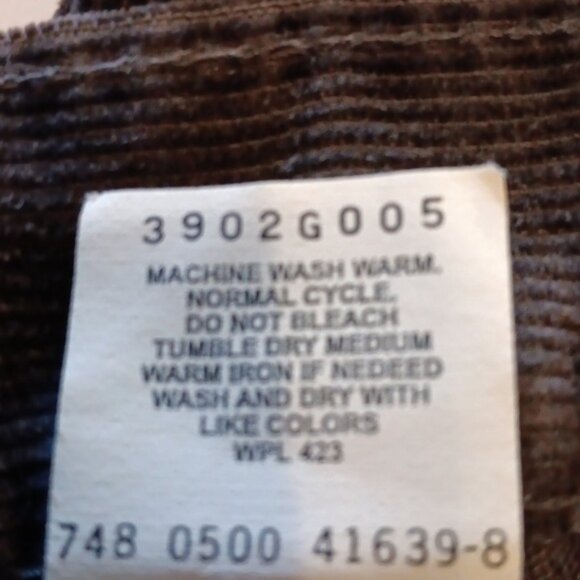 3902G005
MACHINE WASH WARM.
NORMAL CYCLE.
DO NOT BLEACH
TUMBLE DRY MEDIUM
WARM IRON IF NEDEED
WASH AND DRY WITH
LIKE COLORS
WPL 423
748 0500 41639-8